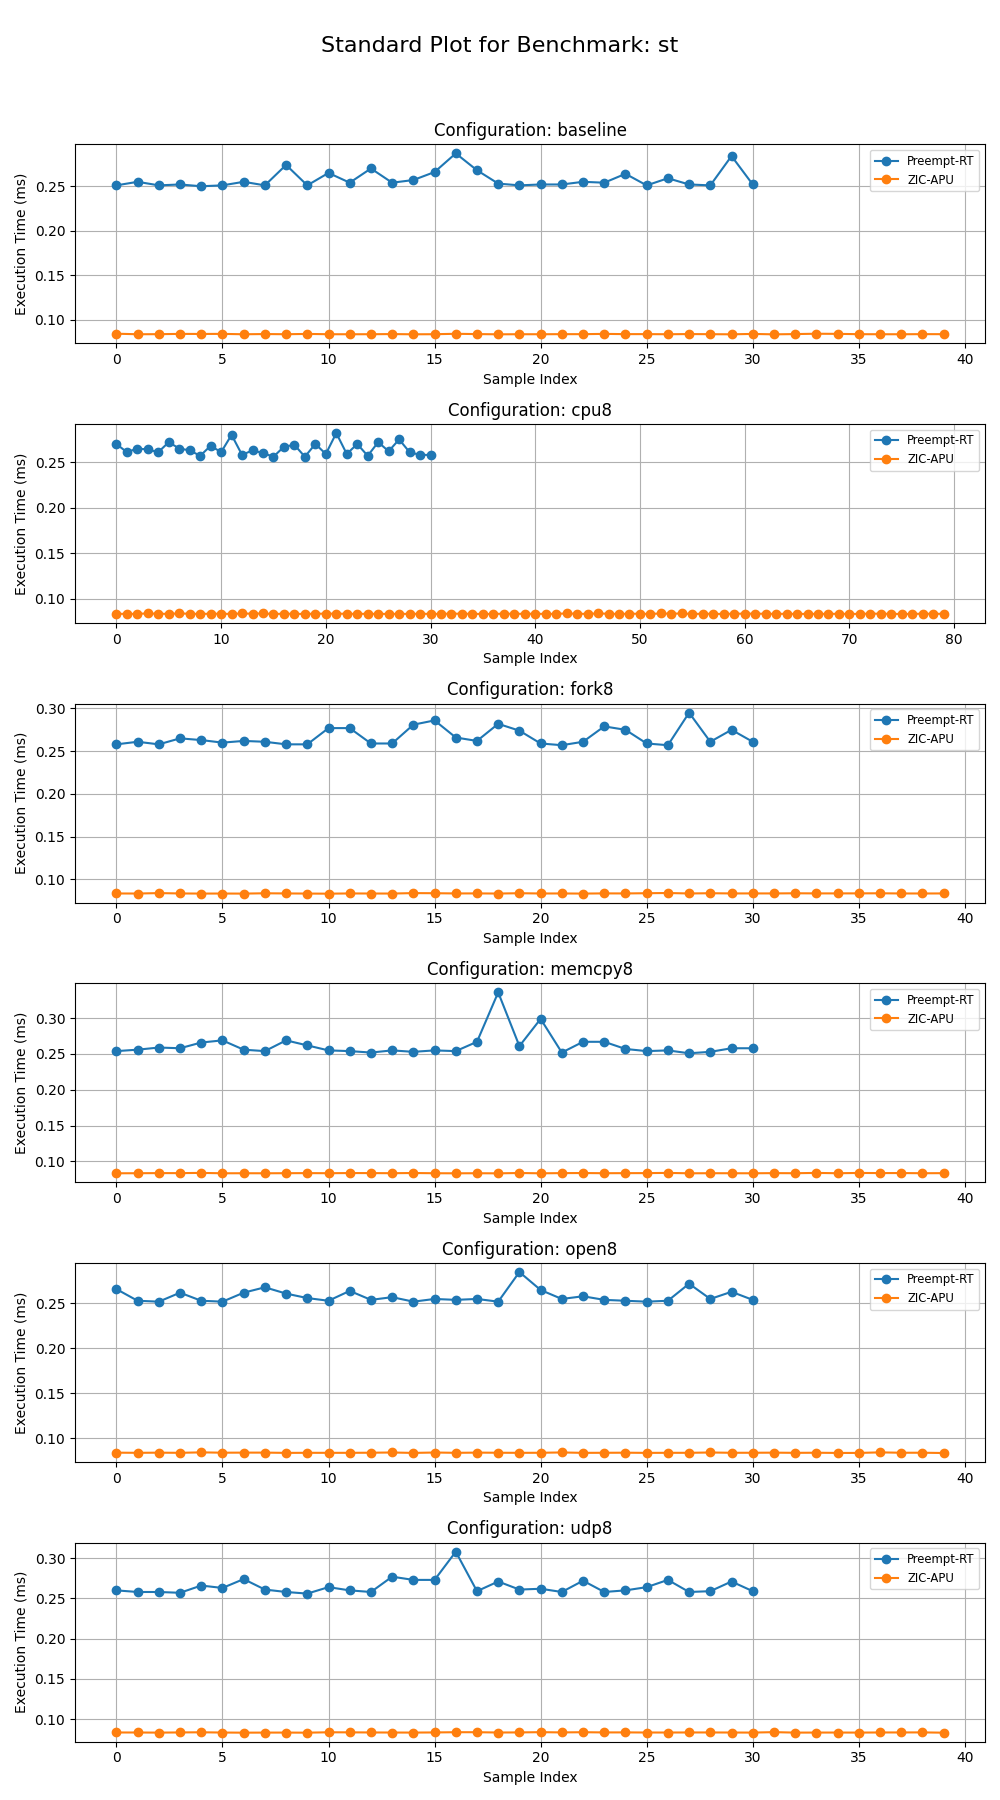 Standard Plot for Benchmark: st
Configuration: baseline
Execution Time (ms)
0.25
0.20
0.15
0.10
Preempt-RT
ZIC-APU
0 5 10 15 20 25 30 35 40
Sample Index
Configuration: cpu8
Execution Time (ms)
0.25
0.20
0.15
0.10
Preempt-RT
ZIC-APU
0 10 20 30 40 50 60 70 80
Sample Index
Configuration: fork8
Execution Time (ms)
0.30
0.25
0.20
0.15
0.10
Preempt-RT
ZIC-APU
0 5 10 15 20 25 30 35 40
Sample Index
Configuration: memcpy8
Execution Time (ms)
0.30
0.25
0.20
0.15
0.10
Preempt-RT
ZIC-APU
0 5 10 15 20 25 30 35 40
Sample Index
Configuration: open8
Execution Time (ms)
0.25
0.20
0.15
0.10
Preempt-RT
ZIC-APU
0 5 10 15 20 25 30 35 40
Sample Index
Configuration: udp8
Execution Time (ms)
0.30
0.25
0.20
0.15
0.10
Preempt-RT
ZIC-APU
0 5 10 15 20 25 30 35 40
Sample Index